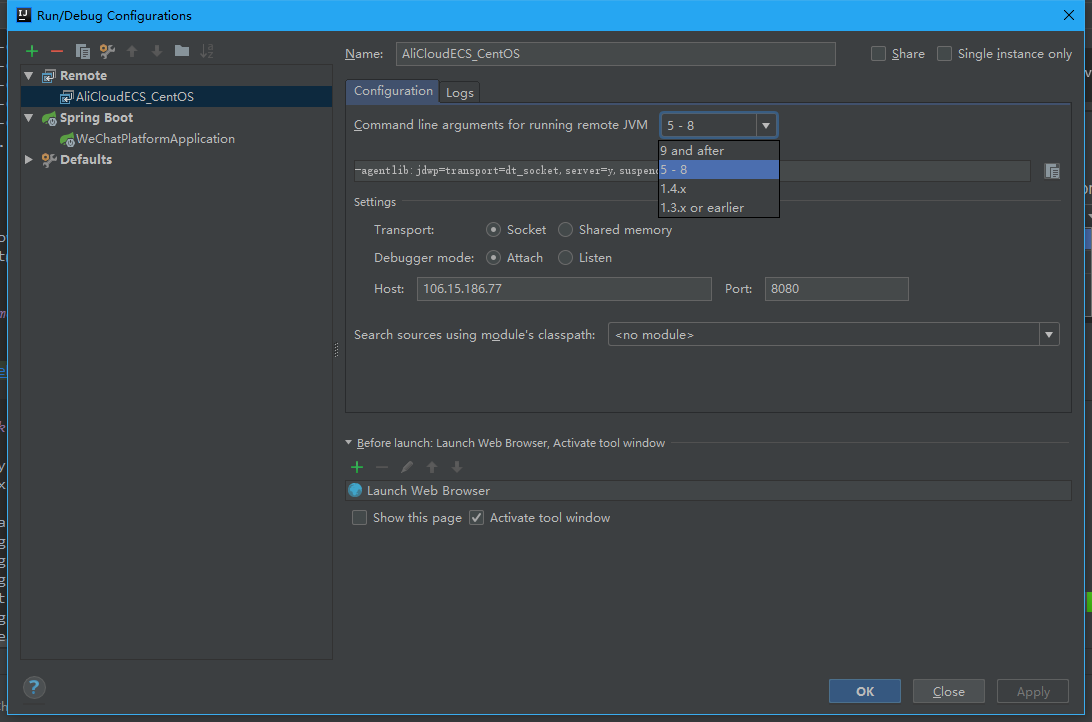 Run/Debug Configurations
Name: AliCloudECS_CentOS
Share
Single instance only
Remote
AliCloudECS_CentOS
Spring Boot
WeChatPlatformApplication
Defaults
Configuration
Logs
Command line arguments for running remote JVM
5 - 8
9 and after
5 - 8
1.4.x
1.3.x or earlier
-agentlib:jdwp=transport=dt_socket,server=y,suspend
Settings
Transport: Socket Shared memory
Debugger mode: Attach Listen
Host: 106.15.186.77 Port: 8080
Search sources using module's classpath: <no module>
Before launch: Launch Web Browser, Activate tool window
Launch Web Browser
Show this page Activate tool window
?
OK Close Apply